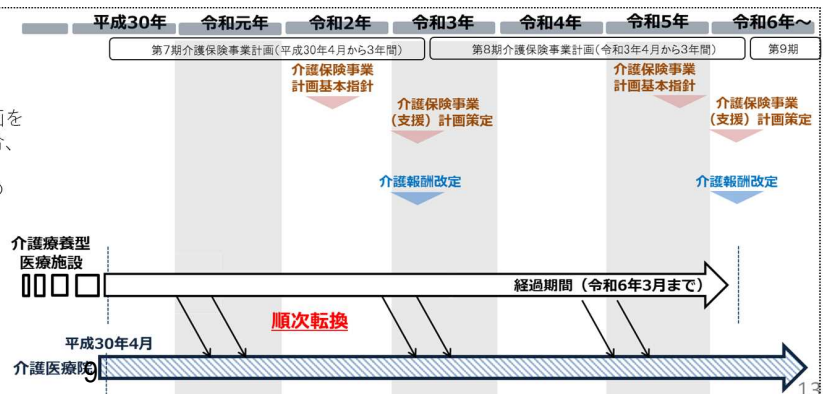 平成30年 令和元年 令和2年 令和3年 令和4年 令和5年 令和6年～
第7期介護保険事業計画(平成30年4月から3年間) 第8期介護保険事業計画(令和3年4月から3年間) 第9期
介護保険事業
計画基本指針
介護保険事業
計画基本指針
介護保険事業
（支援）計画策定
介護保険事業
（支援）計画策定
画を
介護報酬改定
介護報酬改定
介護療養型
医療施設
経過期間（令和6年3月まで）
順次転換
平成30年4月
介護医療院
9
13